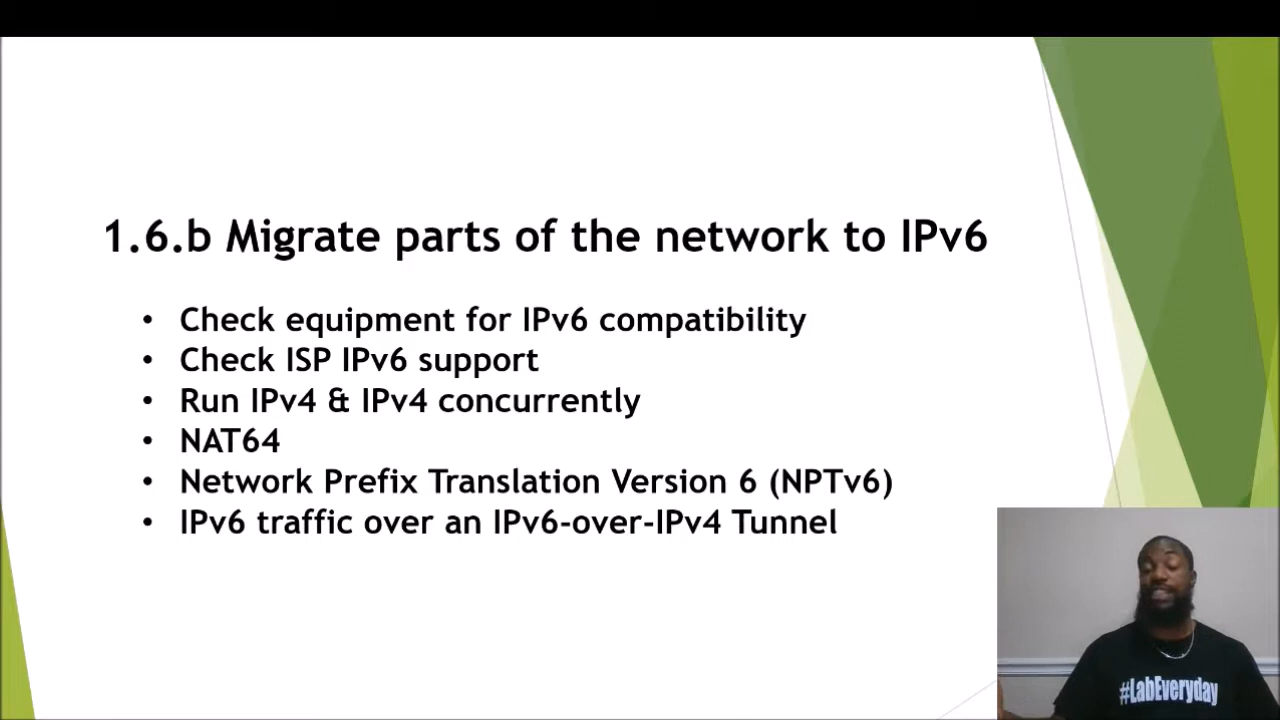 1.6.b Migrate parts of the network to IPv6
• Check equipment for IPv6 compatibility
• Check ISP IPv6 support
• Run IPv4 & IPv4 concurrently
• NAT64
• Network Prefix Translation Version 6 (NPTv6)
• IPv6 traffic over an IPv6-over-IPv4 Tunnel
#LabEveryday